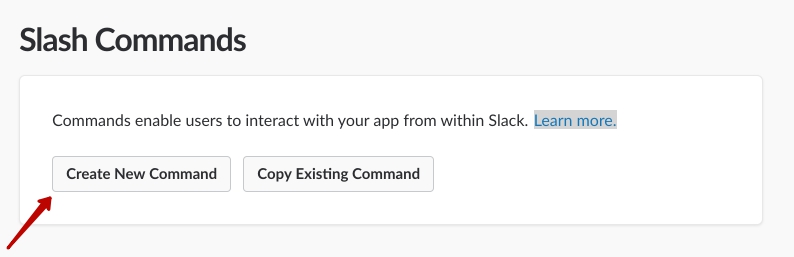 Slash Commands
Commands enable users to interact with your app from within Slack. Learn more.
Create New Command
Copy Existing Command